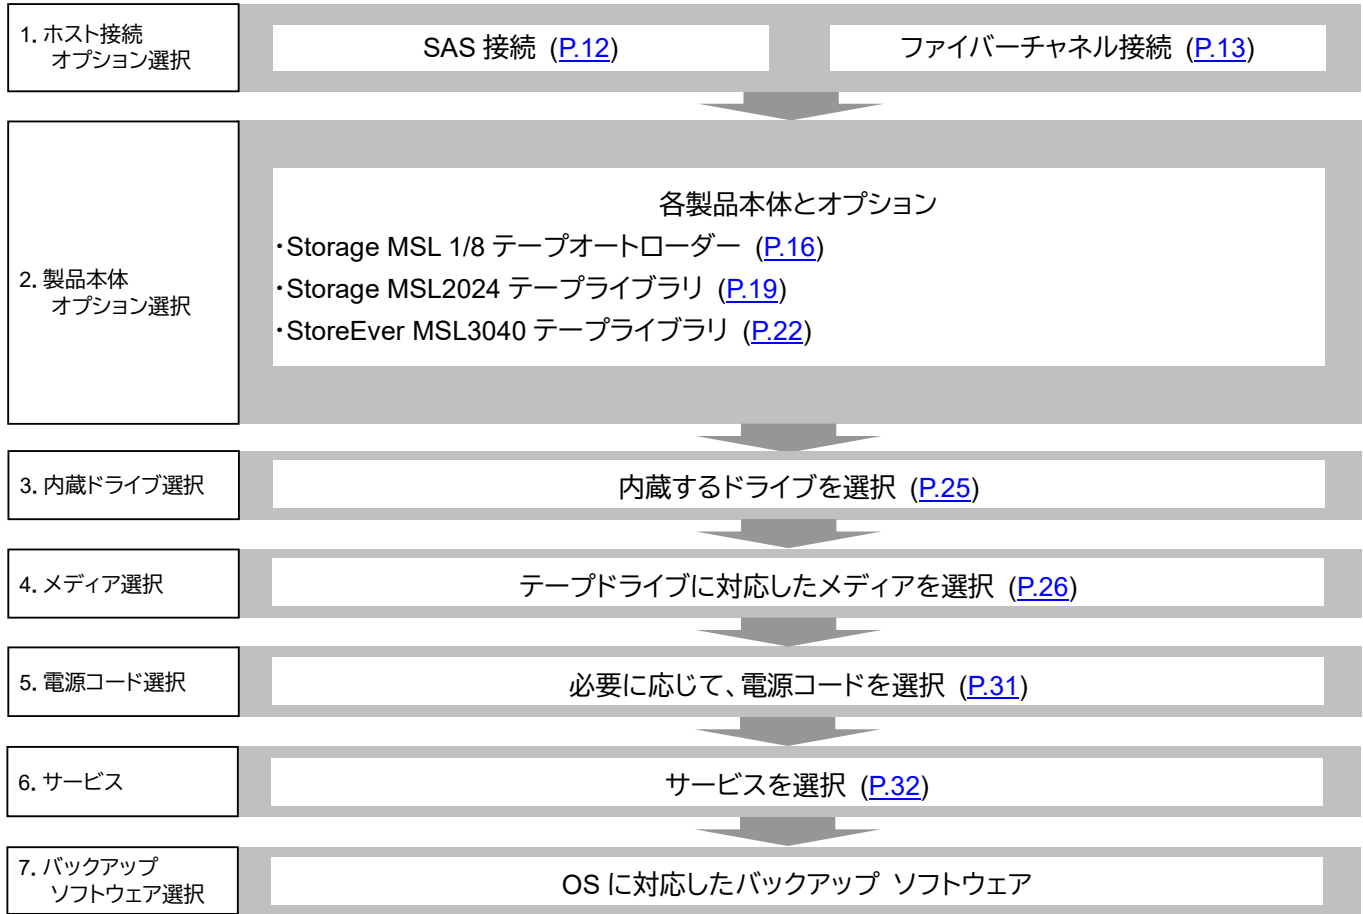 1．ホスト接続
オプション選択
SAS 接続 (P.12)
ファイバーチャネル接続 (P.13)
2．製品本体
オプション選択
各製品本体とオプション
・Storage MSL 1/8 テープオートローダー (P.16)
・Storage MSL2024 テープライブラリ (P.19)
・StoreEver MSL3040 テープライブラリ (P.22)
3．内蔵ドライブ選択
内蔵するドライブを選択 (P.25)
4．メディア選択
テープドライブに対応したメディアを選択 (P.26)
5．電源コード選択
必要に応じて、電源コードを選択 (P.31)
6．サービス
サービスを選択 (P.32)
7．バックアップ
ソフトウェア選択
OS に対応したバックアップ ソフトウェア